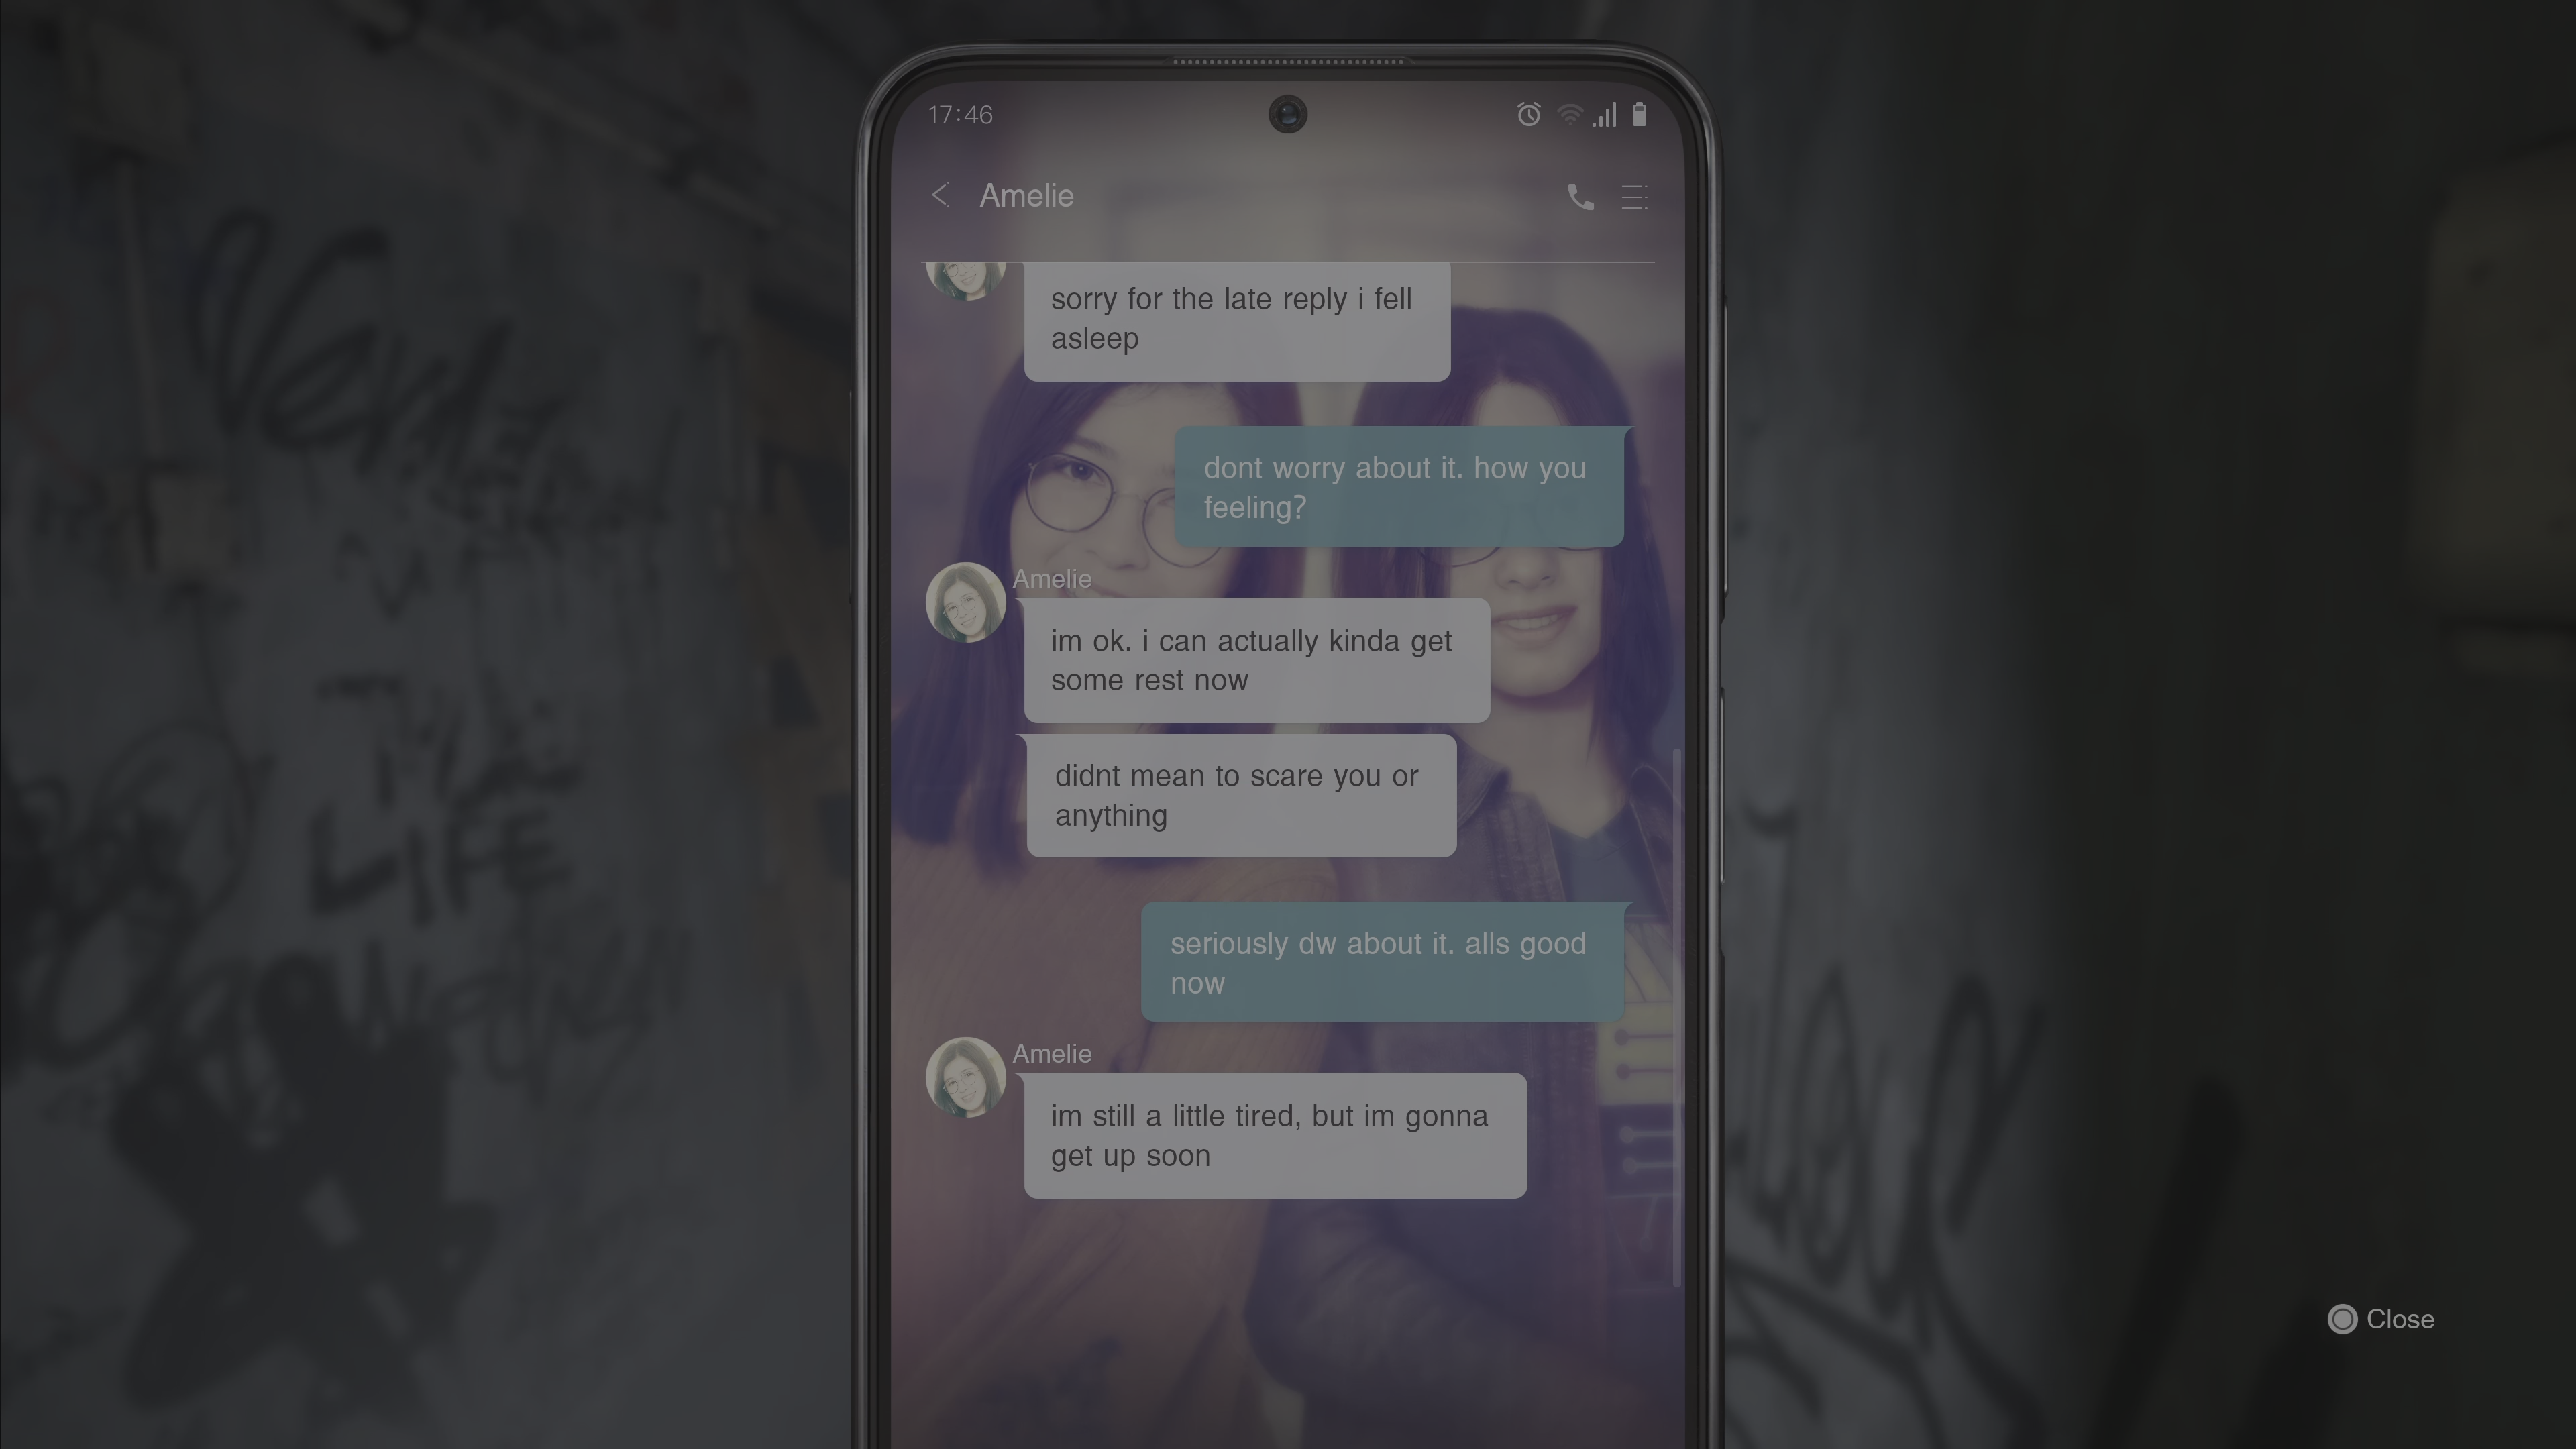 17:46
Amelie
sorry for the late reply i fell
asleep
dont worry about it. how you
feeling?
Amelie
im ok. i can actually kinda get
some rest now
didnt mean to scare you or
anything
seriously dw about it. alls good
now
Amelie
im still a little tired, but im gonna
get up soon
Close
THE
LIFE